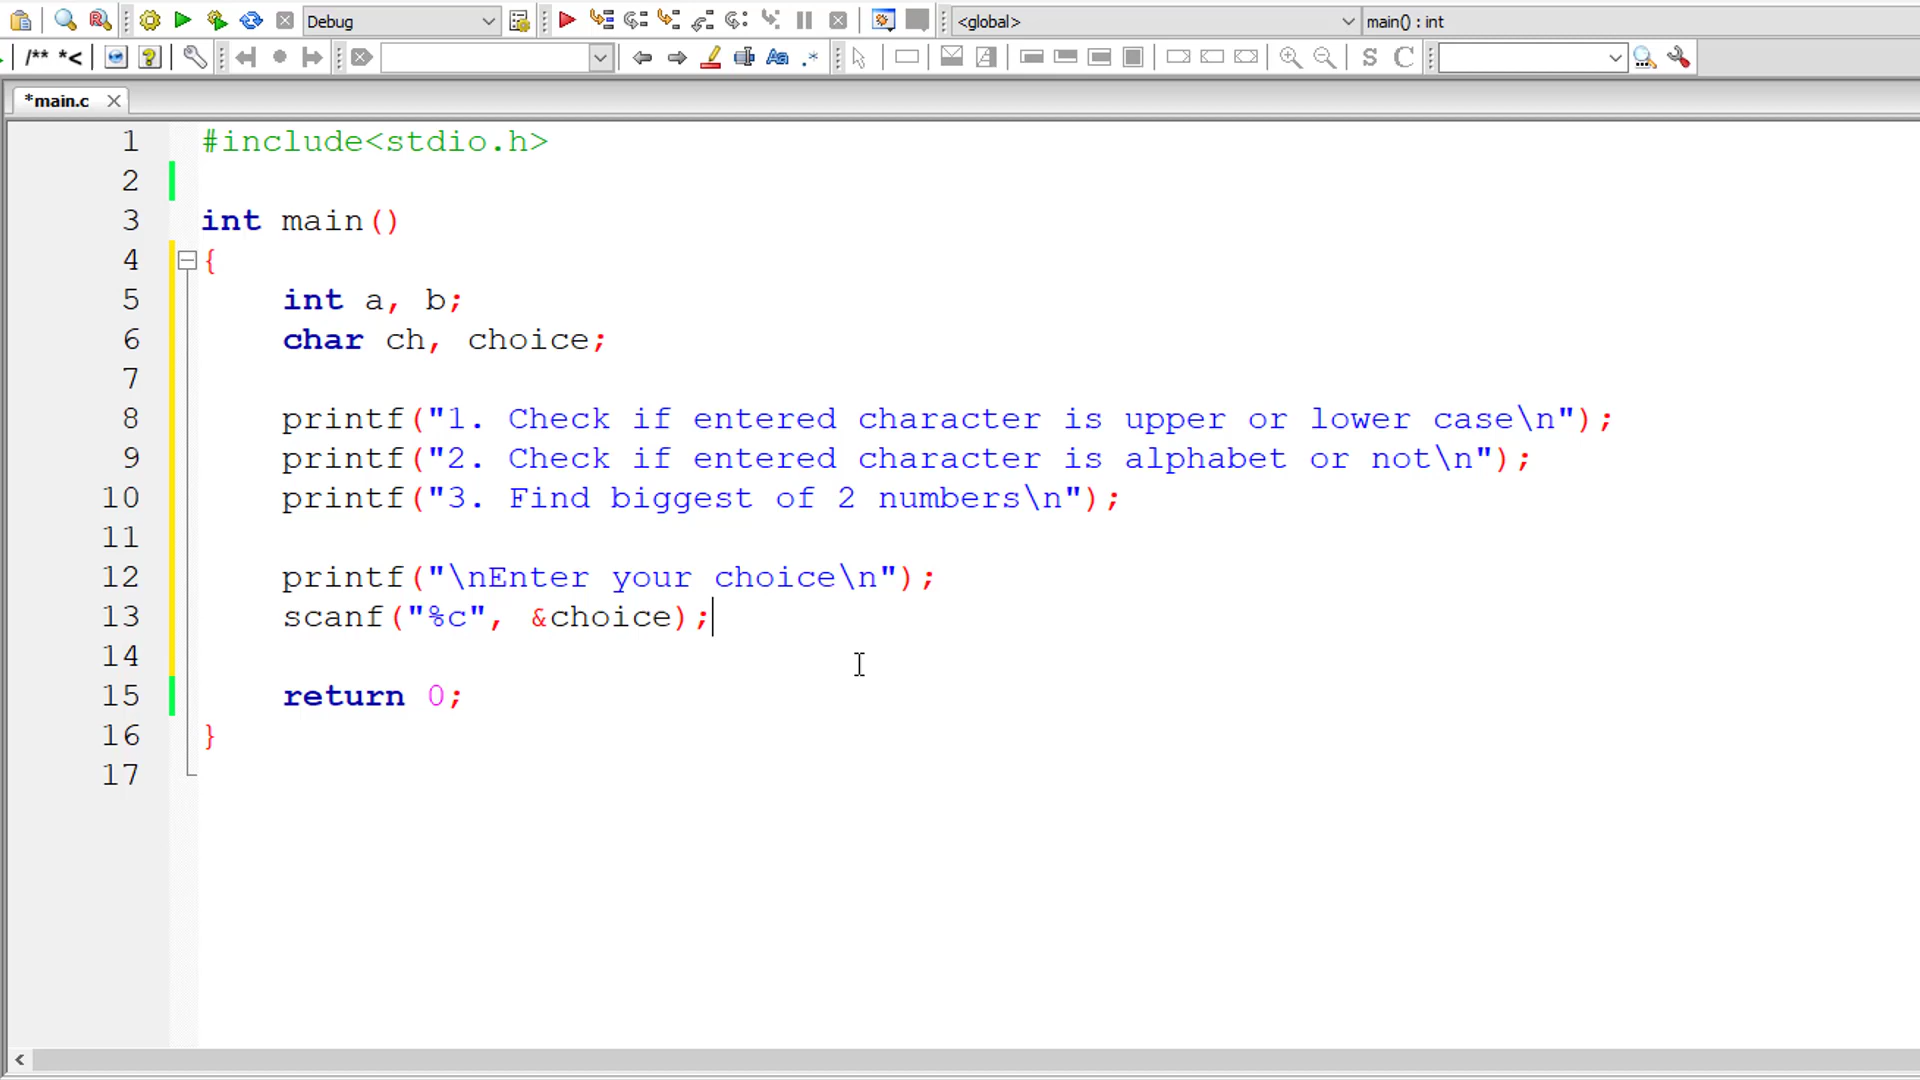 Debug <global> main() : int
/** *< Aa .* S C
*main.c
1 #include<stdio.h>
2
3 int main()
4 {
5 int a, b;
6 char ch, choice;
7
8 printf("1. Check if entered character is upper or lower case\n");
9 printf("2. Check if entered character is alphabet or not\n");
10 printf("3. Find biggest of 2 numbers\n");
11
12 printf("\nEnter your choice\n");
13 scanf("%c", &choice);
14
15 return 0;
16 }
17